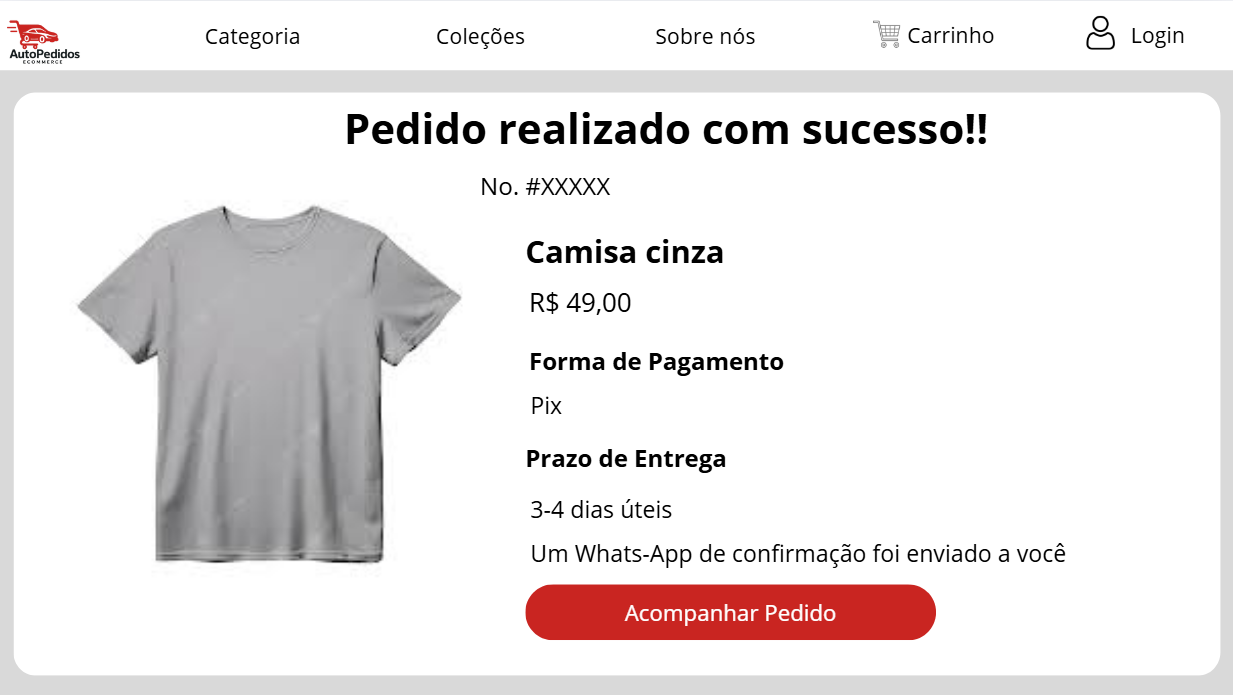 AutoPedidos
ECOMMERCE
Categoria
Coleções
Sobre nós
Carrinho
Login
Pedido realizado com sucesso!!
No. #XXXXX
Camisa cinza
R$ 49,00
Forma de Pagamento
Pix
Prazo de Entrega
3-4 dias úteis
Um Whats-App de confirmação foi enviado a você
Acompanhar Pedido